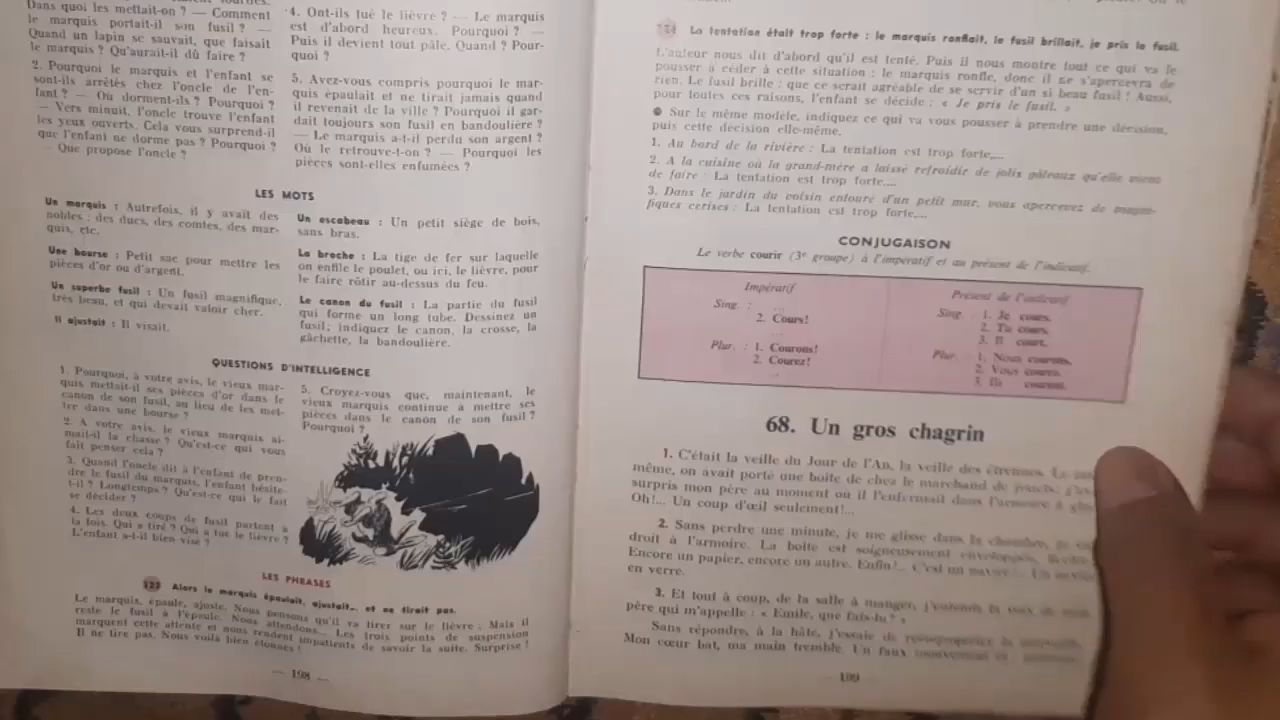 Dans quoi les mettait-on ? — Comment
le marquis portait-il son fusil ? —
Quand un lapin se sauvait, que faisait
le marquis ? Qu'aurait-il dû faire ?
2. Pourquoi le marquis et l'enfant se
sont-ils arrêtés chez l'oncle de l'en-
fant ? — Où dorment-ils ? Pourquoi ?
— Vers minuit, l'oncle trouve l'enfant
les yeux ouverts. Cela vous surprend-il
que l'enfant ne dorme pas ? Pourquoi ?
— Que propose l'oncle ?
4. Ont-ils tué le lièvre ? — Le marquis
est d'abord heureux. Pourquoi ? —
Puis il devient tout pâle. Quand ? Pour-
quoi ?
5. Avez-vous compris pourquoi le mar-
quis épaulait et ne tirait jamais quand
il revenait de la ville ? Pourquoi il gar-
dait toujours son fusil en bandoulière ?
— Le marquis a-t-il perdu son argent ?
Où le retrouve-t-on ? — Pourquoi les
pièces sont-elles enfumées ?
LES MOTS
Un marquis : Autrefois, il y avait des
nobles : des ducs, des comtes, des mar-
quis, etc.
Une bourse : Petit sac pour mettre les
pièces d'or ou d'argent.
Un superbe fusil : Un fusil magnifique,
très beau, et qui devait valoir cher.
Il ajustait : Il visait.
Un escabeau : Un petit siège de bois,
sans bras.
La broche : La tige de fer sur laquelle
on enfile le poulet, ou ici, le lièvre, pour
le faire rôtir au-dessus du feu.
Le canon du fusil : La partie du fusil
qui forme un long tube. Dessinez un
fusil; indiquez le canon, la crosse, la
gâchette, la bandoulière.
QUESTIONS D'INTELLIGENCE
1. Pourquoi, à votre avis, le vieux mar-
quis mettait-il ses pièces d'or dans le
canon de son fusil, au lieu de les met-
tre dans une bourse ?
2. A votre avis, le vieux marquis ai-
mait-il la chasse ? Qu'est-ce qui vous
fait penser cela ?
3. Quand l'oncle dit à l'enfant de pren-
dre le fusil du marquis, l'enfant hésite-
t-il ? Longtemps ? Qu'est-ce qui le fait
se décider ?
4. Les deux coups de fusil partent à
la fois. Qui a tiré ? Qui a tué le lièvre ?
L'enfant a-t-il bien visé ?
5. Croyez-vous que, maintenant, le
vieux marquis continue à mettre ses
pièces dans le canon de son fusil ?
Pourquoi ?
LES PHRASES
Alors le marquis épaulait, ajustait... et ne tirait pas.
Le marquis, épaule, ajuste. Nous pensons qu'il va tirer sur le lièvre : Mais il
reste le fusil à l'épaule. Nous attendons... Les trois points de suspension
marquent cette attente et nous rendent impatients de savoir la suite. Surprise !
Il ne tire pas. Nous voilà bien étonnés !
— 198 —
La tentation était trop forte : le marquis ronflait, le fusil brillait, je pris le fusil.
L'auteur nous dit d'abord qu'il est tenté. Puis il nous montre tout ce qui va le
pousser à céder à cette situation : le marquis ronfle, donc il ne s'apercevra de
rien. Le fusil brille : que ce serait agréable de se servir d'un si beau fusil ! Aussi,
pour toutes ces raisons, l'enfant se décide : « Je pris le fusil. »
● Sur le même modèle, indiquez ce qui va vous pousser à prendre une décision,
puis cette décision elle-même.
1. Au bord de la rivière : La tentation est trop forte,...
2. A la cuisine où la grand-mère a laissé refroidir de jolis gâteaux qu'elle vient
de faire : La tentation est trop forte,...
3. Dans le jardin du voisin entouré d'un petit mur, vous apercevez de magni-
fiques cerises : La tentation est trop forte,...
CONJUGAISON
Le verbe courir (3e groupe) à l'impératif et au présent de l'indicatif.
Impératif
Sing. : ...
2. Cours!
...
Plur. : 1. Courons!
2. Courez!
Présent de l'indicatif
Sing. : 1. Je cours.
2. Tu cours.
3. Il court.
Plur. : 1. Nous courons.
2. Vous courez.
3. Ils courent.
68. Un gros chagrin
1. C'était la veille du Jour de l'An, la veille des étrennes. Le
même, on avait porté une boîte de chez le marchand de jouets, j'avais
surpris mon père au moment où il l'enfermait dans l'armoire à
Oh!... Un coup d'œil seulement!...
2. Sans perdre une minute, je me glisse dans la chambre, je
droit à l'armoire. La boîte est soigneusement enveloppée,
Encore un papier, encore un autre. Enfin!... C'est un navire!...
en verre.
3. Et tout à coup, de la salle à manger, j'entends la voix de mon
père qui m'appelle : « Emile, que fais-tu? »
Sans répondre, à la hâte, j'essaie de
Mon cœur bat, ma main tremble. Un faux mouvement et
— 199 —